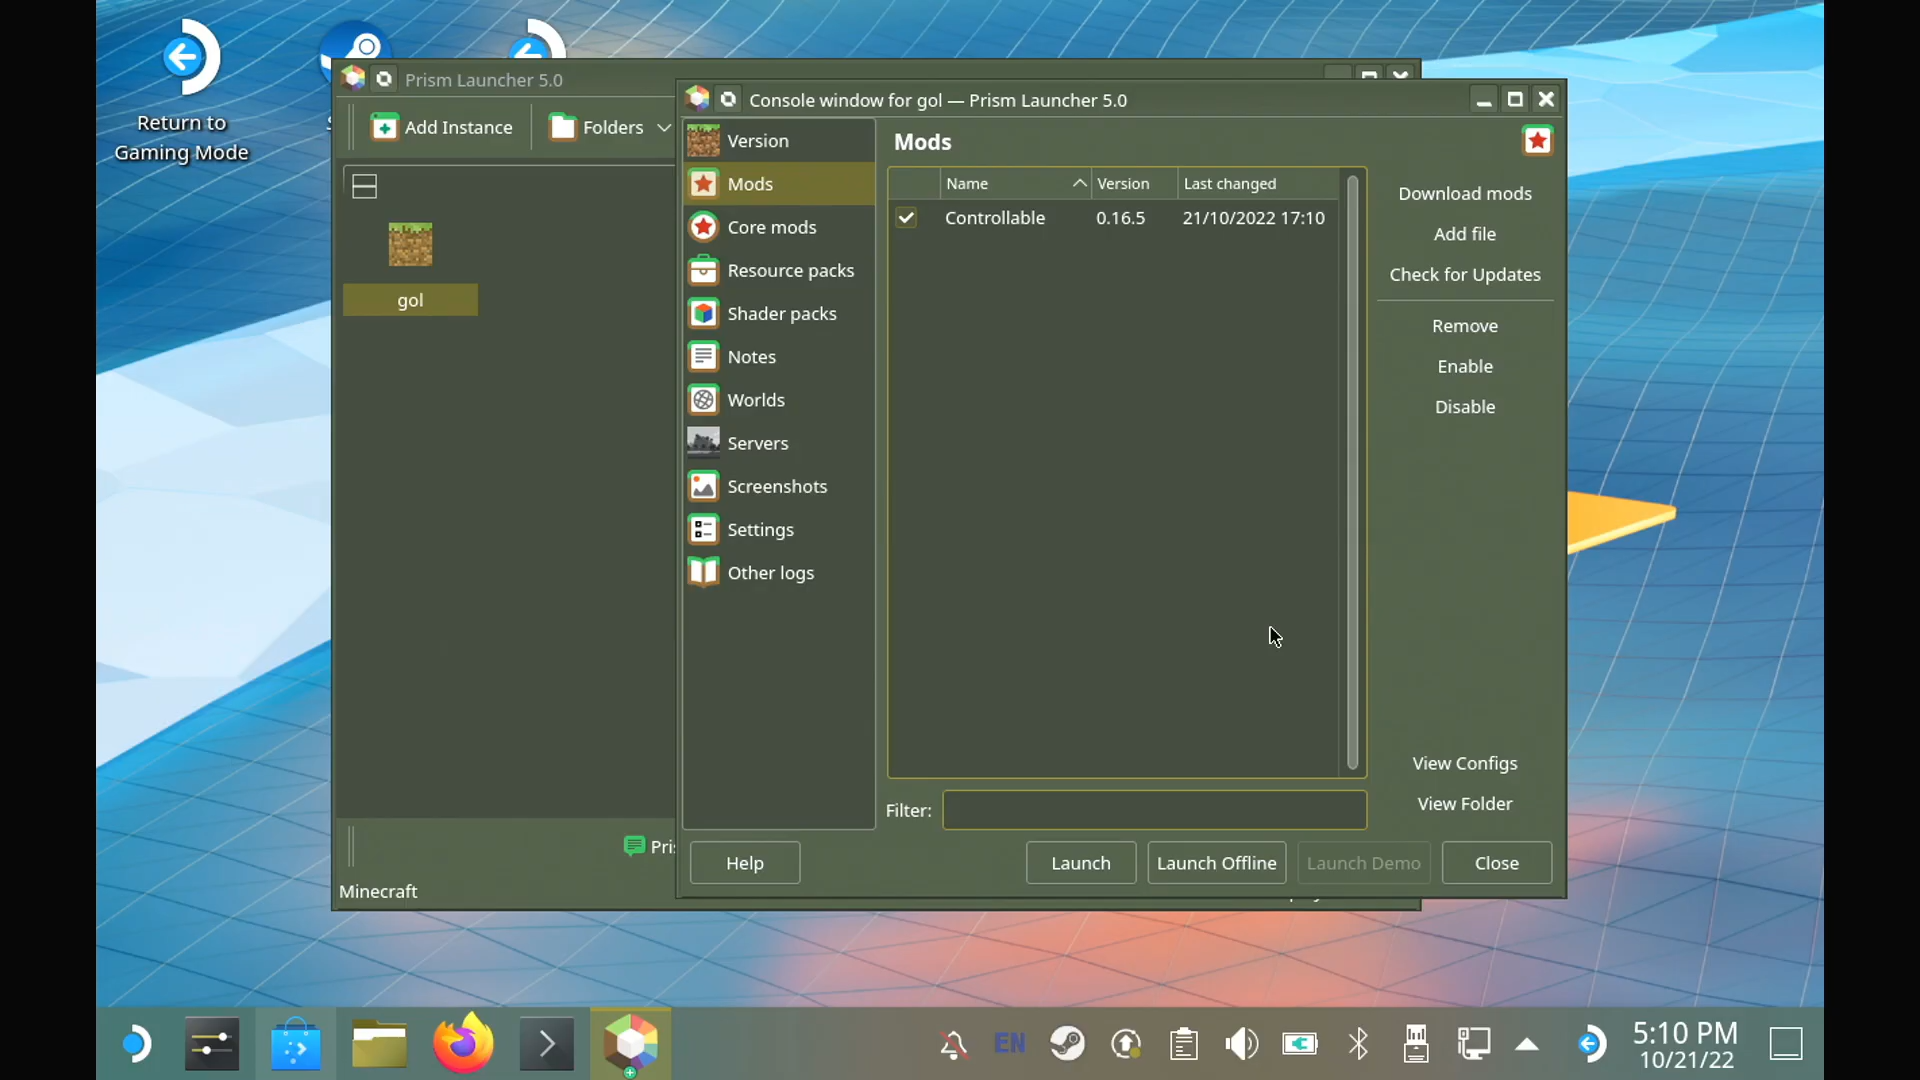 Return to
Gaming Mode
Prism Launcher 5.0
Add Instance
Folders
gol
Minecraft
Console window for gol — Prism Launcher 5.0
Version
Mods
Core mods
Resource packs
Shader packs
Notes
Worlds
Servers
Screenshots
Settings
Other logs
Mods
Name Version Last changed
Controllable 0.16.5 21/10/2022 17:10
Download mods
Add file
Check for Updates
Remove
Enable
Disable
View Configs
View Folder
Filter:
Help
Launch
Launch Offline
Launch Demo
Close
EN
5:10 PM
10/21/22